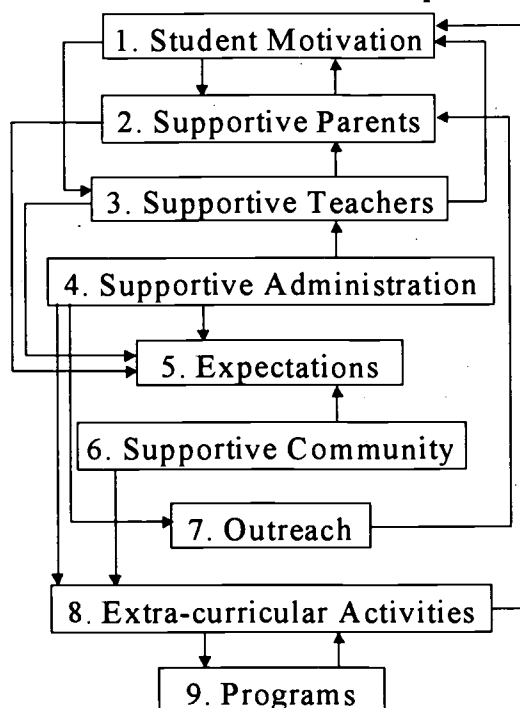 1. Student Motivation
2. Supportive Parents
3. Supportive Teachers
4. Supportive Administration
5. Expectations
6. Supportive Community
7. Outreach
8. Extra-curricular Activities
9. Programs